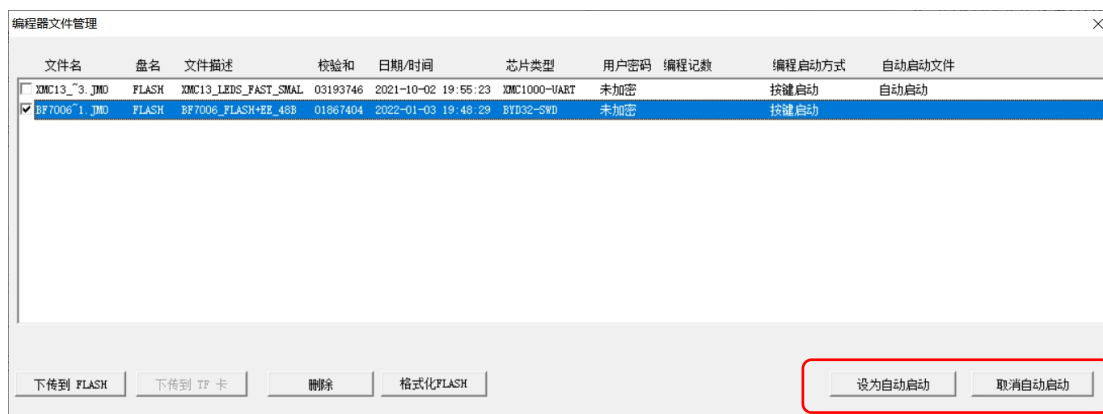 编程器文件管理
文件名 盘名 文件描述 校验和 日期/时间 芯片类型 用户密码 编程记数 编程启动方式 自动启动文件
XMC13_~3.JMO FLASH XMC13_LEDS_FAST_SMAL 03193746 2021-10-02 19:55:23 XMC1000-UART 未加密 按键启动 自动启动
BF7006~1.JMO FLASH BF7006_FLASH+EE_48B 01867404 2022-01-03 19:48:29 BYD32-SWD 未加密 按键启动
下传到 FLASH 下传到 TF 卡 删除 格式化FLASH 设为自动启动 取消自动启动